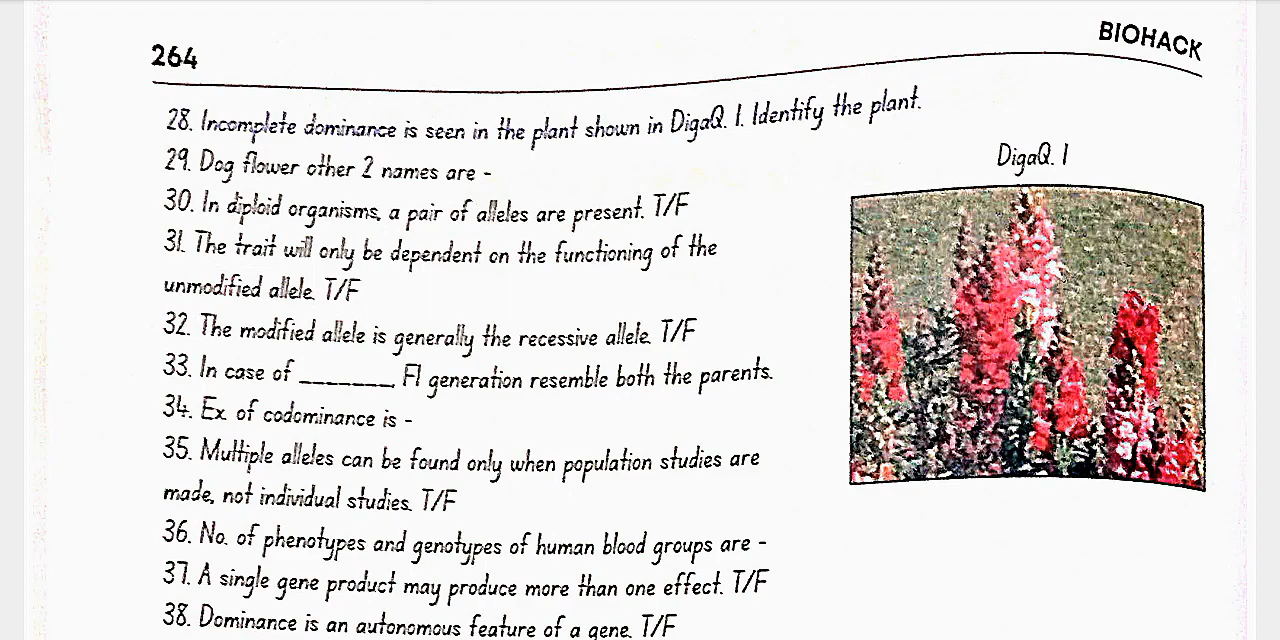 264
BIOHACK
28. Incomplete dominance is seen in the plant shown in DigaQ. 1. Identify the plant.
DigaQ. 1
29. Dog flower other 2 names are -
30. In diploid organisms, a pair of alleles are present. T/F
31. The trait will only be dependent on the functioning of the
unmodified allele. T/F
32. The modified allele is generally the recessive allele. T/F
33. In case of ________, F1 generation resemble both the parents.
34. Ex of codominance is -
35. Multiple alleles can be found only when population studies are
made, not individual studies. T/F
36. No. of phenotypes and genotypes of human blood groups are -
37. A single gene product may produce more than one effect. T/F
38. Dominance is an autonomous feature of a gene. T/F